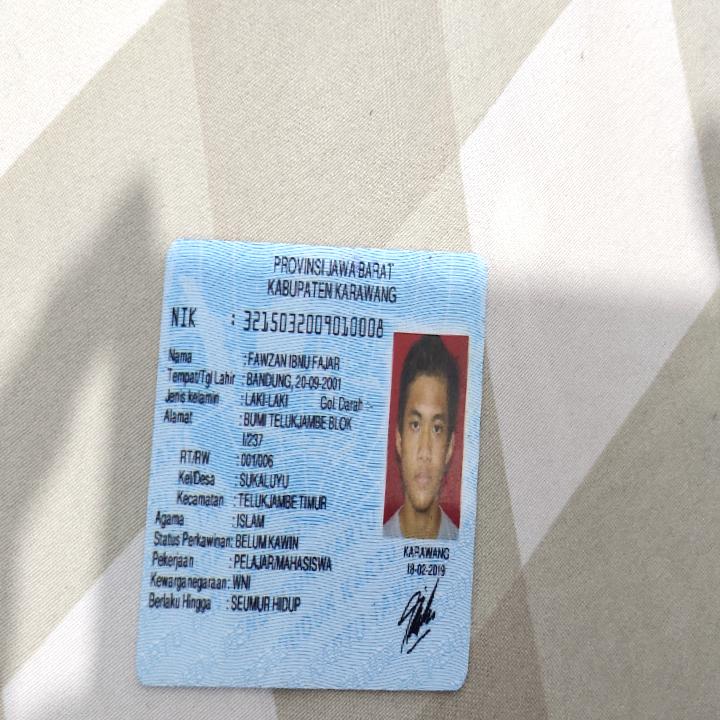 PROVINSI JAWA BARAT
KABUPATEN KARAWANG
NIK : 3215032009010008
Nama : FAWZAN IBNU FAJAR
Tempat/Tgl Lahir : BANDUNG, 20-09-2001
Jenis kelamin : LAKI-LAKI Gol. Darah :-
Alamat : BUMI TELUKJAMBE BLOK
I/237
RT/RW : 001/006
Kel/Desa : SUKALUYU
Kecamatan : TELUKJAMBE TIMUR
Agama : ISLAM
Status Perkawinan: BELUM KAWIN
Pekerjaan : PELAJAR/MAHASISWA
Kewarganegaraan: WNI
Berlaku Hingga : SEUMUR HIDUP
KARAWANG
18-02-2019